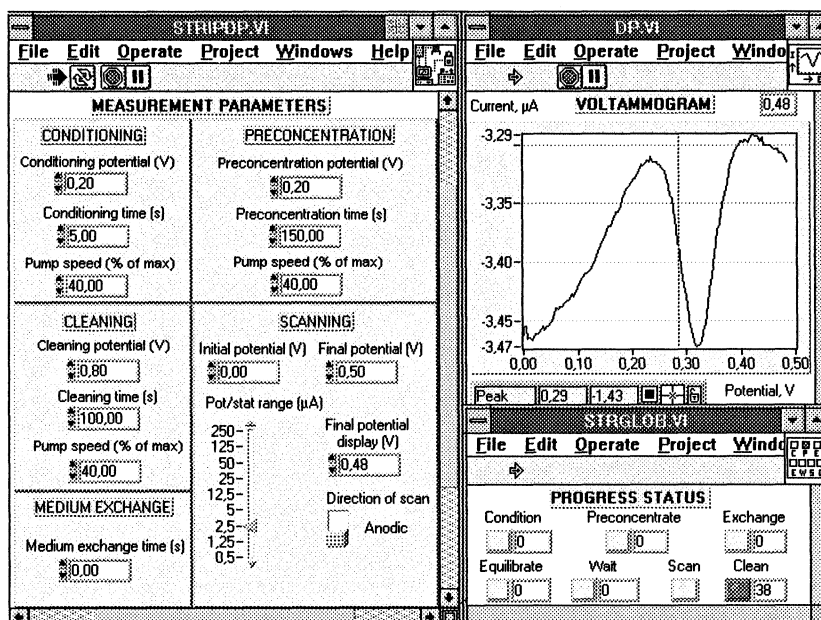 STRIPDP.VI
File Edit Operate Project Windows Help
MEASUREMENT PARAMETERS
CONDITIONING
Conditioning potential (V)
0,20
Conditioning time (s)
5,00
Pump speed (% of max)
40,00
PRECONCENTRATION
Preconcentration potential (V)
0,20
Preconcentration time (s)
150,00
Pump speed (% of max)
40,00
CLEANING
Cleaning potential (V)
0,80
Cleaning time (s)
100,00
Pump speed (% of max)
40,00
SCANNING
Initial potential (V) Final potential (V)
0,00 0,50
Pot/stat range (µA)
250
125
50
25
12,5
5
2,5
1,25
0,5
Final potential
display (V)
0,48
Direction of scan
Anodic
MEDIUM EXCHANGE
Medium exchange time (s)
0,00
DP.VI
File Edit Operate Project Windo
Current, µA VOLTAMMOGRAM 0,48
-3,29
-3,35
-3,40
-3,45
-3,47
0,00 0,10 0,20 0,30 0,40 0,50
Peak 0,29 -1,43 Potential, V
STRGLOB.VI
File Edit Operate Project Windo
C P E
E W S C
PROGRESS STATUS
Condition Preconcentrate Exchange
0 0 0
Equilibrate Wait Scan Clean
0 0 38